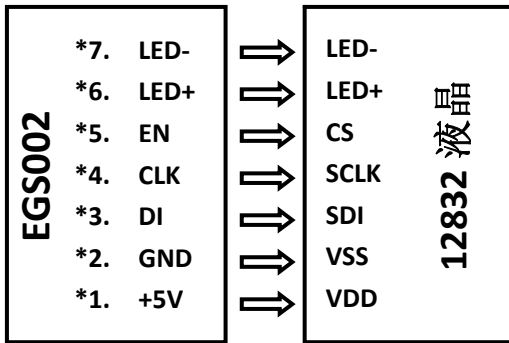 EGS002
*7. LED- LED-
*6. LED+ LED+
*5. EN CS
*4. CLK SCLK
*3. DI SDI
*2. GND VSS
*1. +5V VDD
12832 液晶